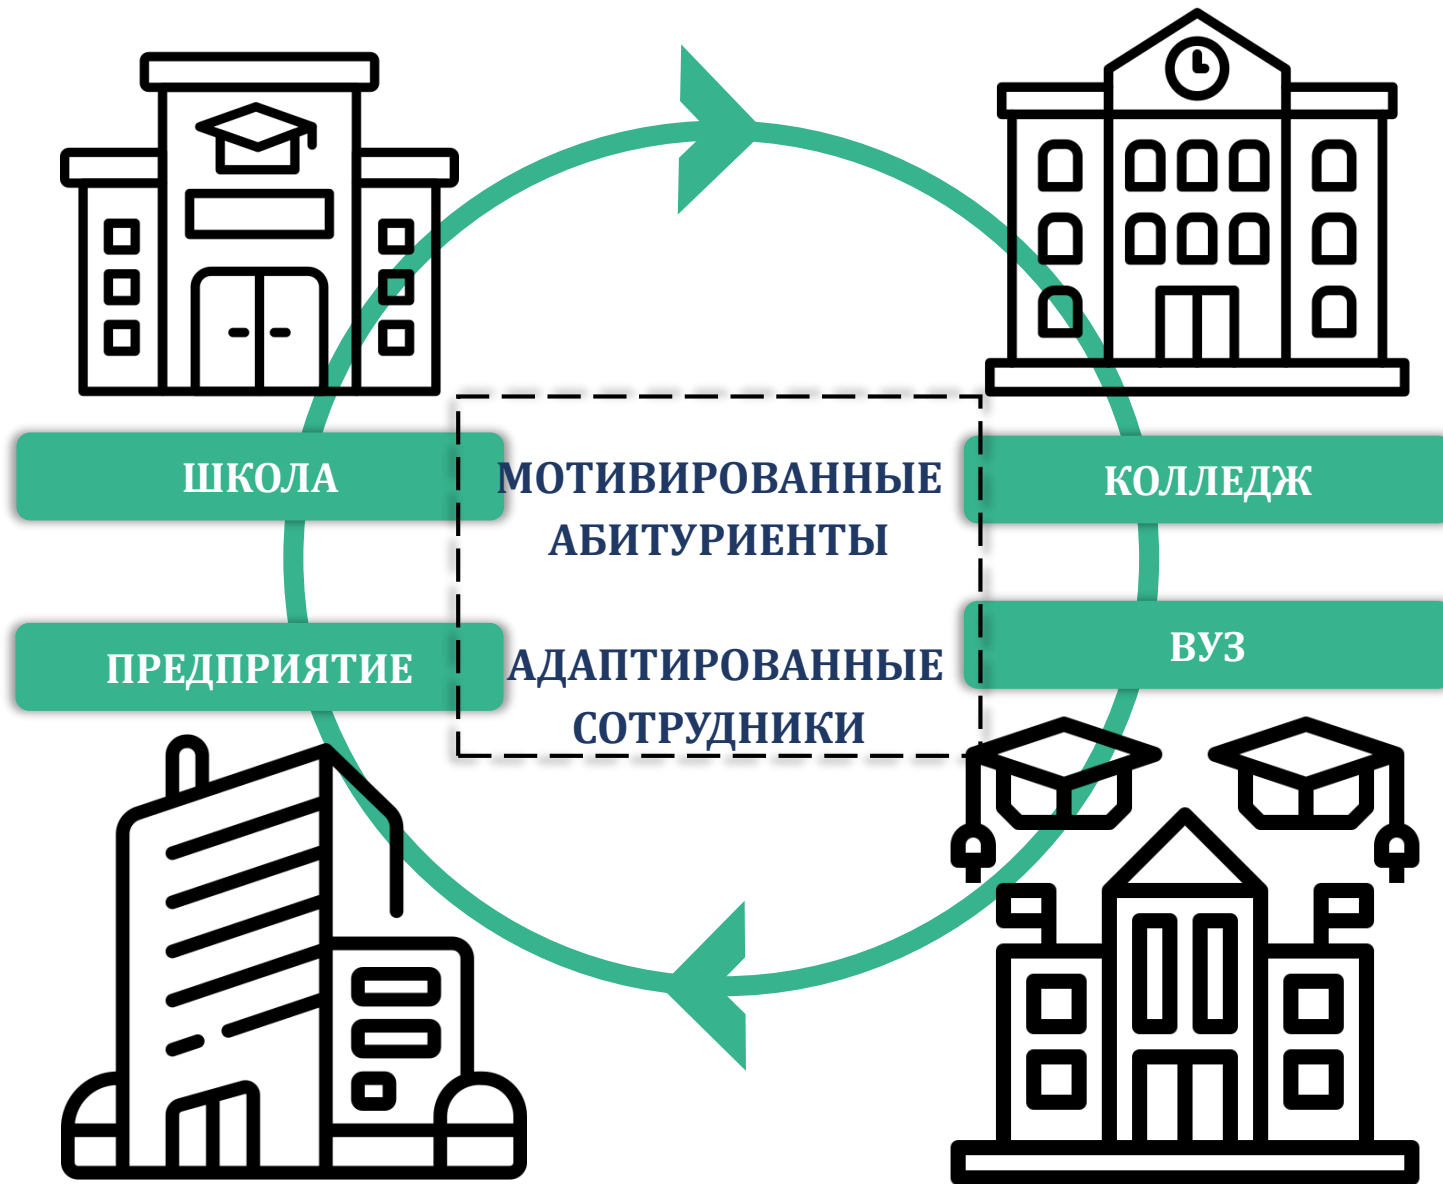 ШКОЛА
МОТИВИРОВАННЫЕ
АБИТУРИЕНТЫ
КОЛЛЕДЖ
ПРЕДПРИЯТИЕ
АДАПТИРОВАННЫЕ
СОТРУДНИКИ
ВУЗ